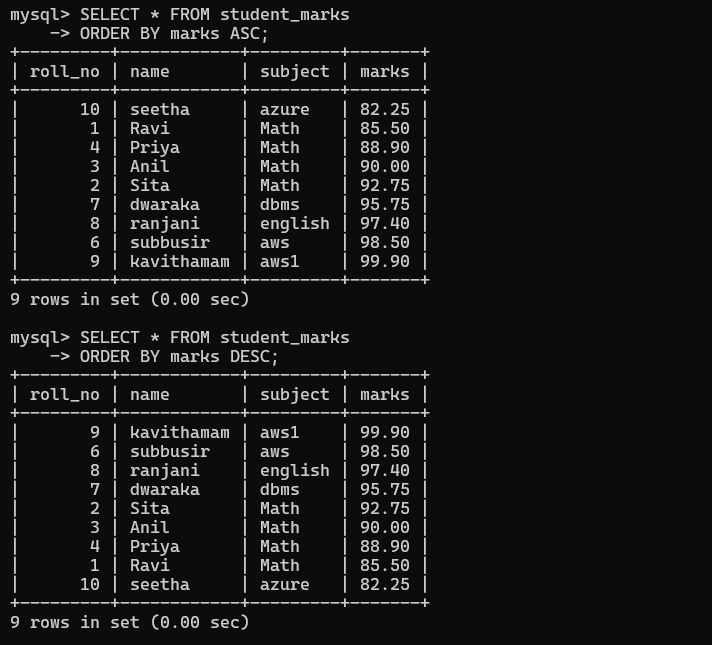 mysql> SELECT * FROM student_marks
    -> ORDER BY marks ASC;
+---------+------------+---------+-------+
| roll_no | name       | subject | marks |
+---------+------------+---------+-------+
|      10 | seetha     | azure   | 82.25 |
|       1 | Ravi       | Math    | 85.50 |
|       4 | Priya      | Math    | 88.90 |
|       3 | Anil       | Math    | 90.00 |
|       2 | Sita       | Math    | 92.75 |
|       7 | dwaraka    | dbms    | 95.75 |
|       8 | ranjani    | english | 97.40 |
|       6 | subbusir   | aws     | 98.50 |
|       9 | kavithamam | aws1    | 99.90 |
+---------+------------+---------+-------+
9 rows in set (0.00 sec)

mysql> SELECT * FROM student_marks
    -> ORDER BY marks DESC;
+---------+------------+---------+-------+
| roll_no | name       | subject | marks |
+---------+------------+---------+-------+
|       9 | kavithamam | aws1    | 99.90 |
|       6 | subbusir   | aws     | 98.50 |
|       8 | ranjani    | english | 97.40 |
|       7 | dwaraka    | dbms    | 95.75 |
|       2 | Sita       | Math    | 92.75 |
|       3 | Anil       | Math    | 90.00 |
|       4 | Priya      | Math    | 88.90 |
|       1 | Ravi       | Math    | 85.50 |
|      10 | seetha     | azure   | 82.25 |
+---------+------------+---------+-------+
9 rows in set (0.00 sec)